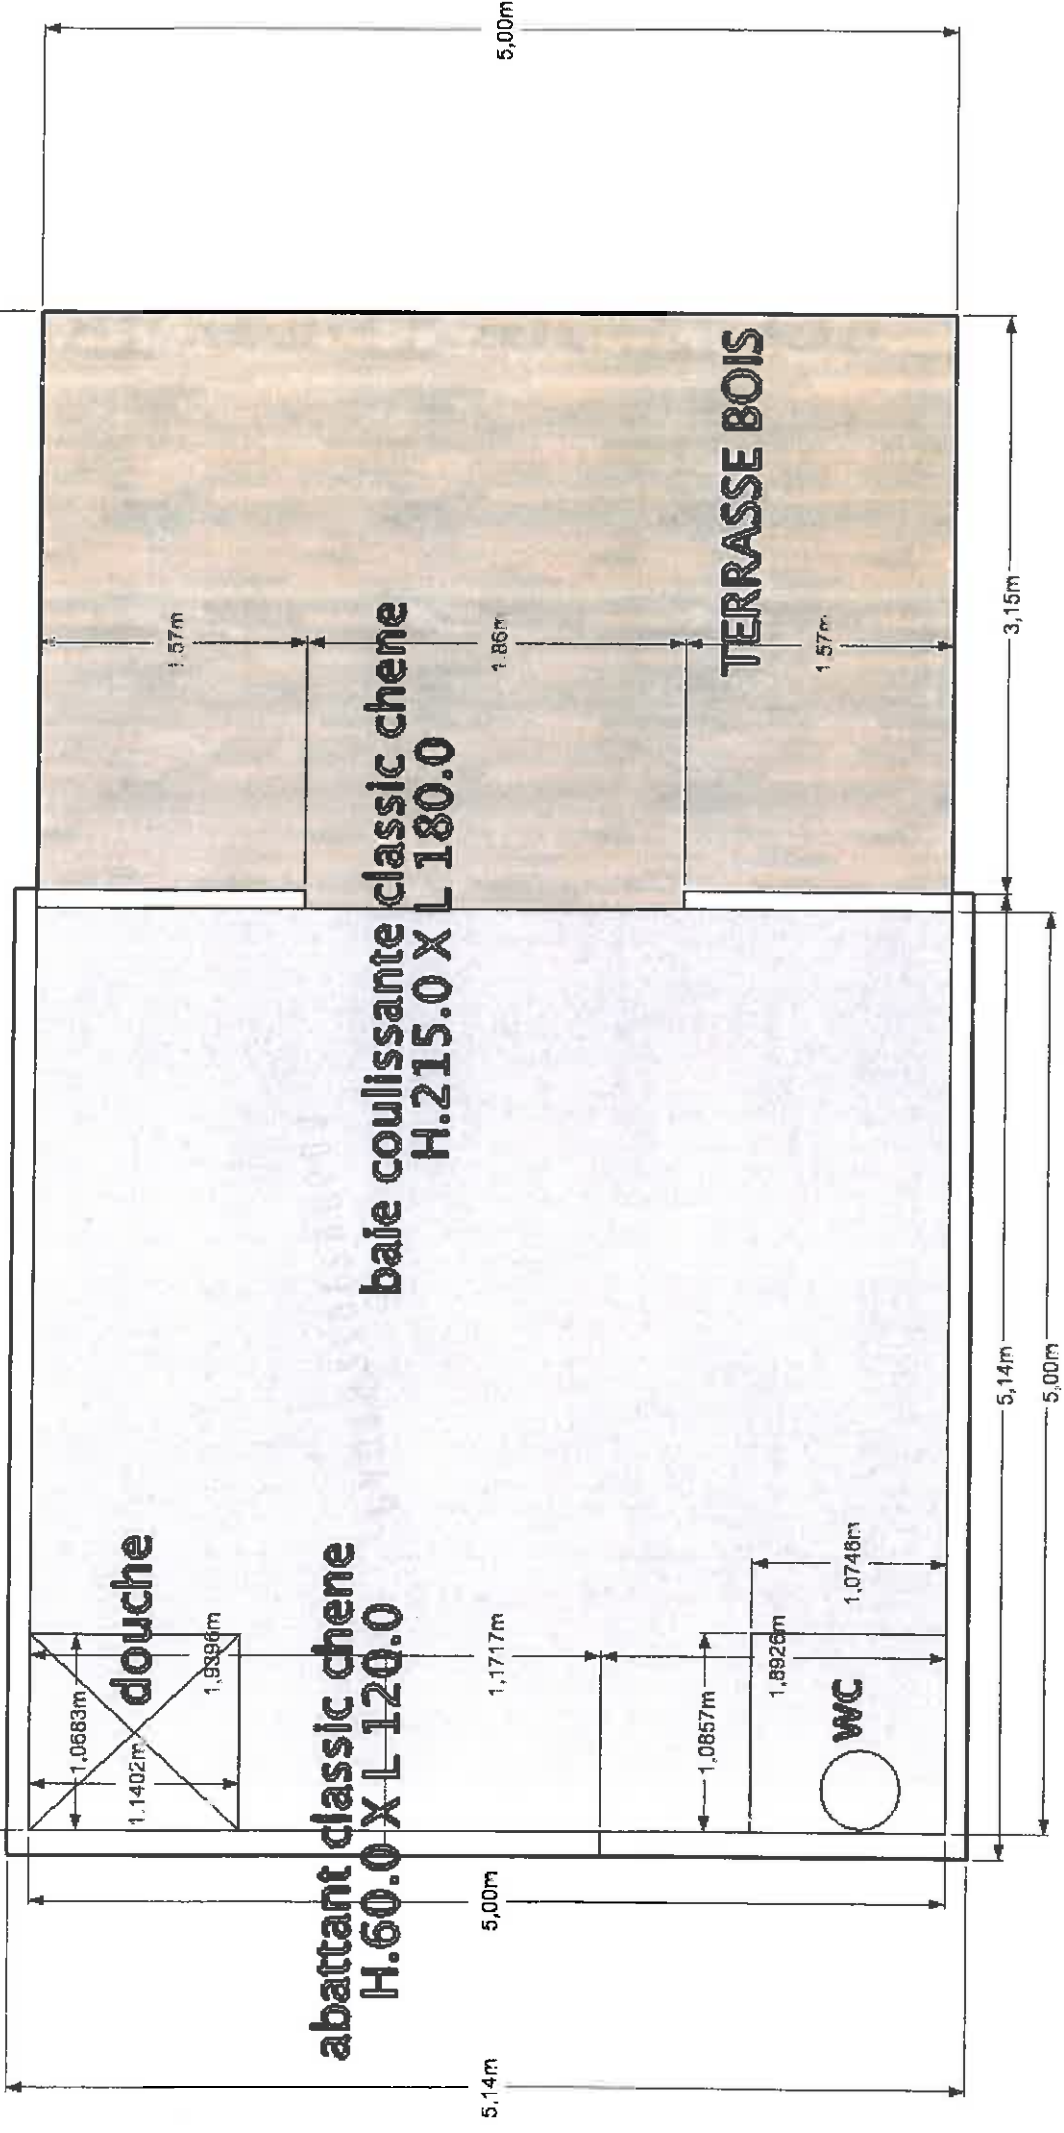 5,00m
1,57m
1,86m
1,57m
TERRASSE BOIS
3,15m
baie coulissante classic chene
H.215.0 X L 180.0
5,14m
5,00m
douche
1,0683m
1,1402m
1,9396m
abattant classic chene
H.60.0 X L 120.0
1,1717m
1,0857m
1,8926m
1,0746m
WC
5,00m
5,14m